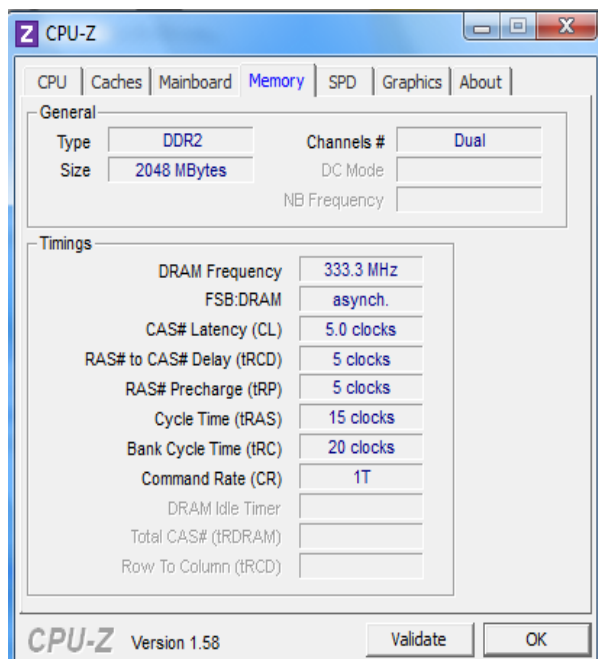 CPU-Z
CPU Caches Mainboard Memory SPD Graphics About
General
Type DDR2 Channels # Dual
Size 2048 MBytes DC Mode
NB Frequency
Timings
DRAM Frequency 333.3 MHz
FSB:DRAM asynch.
CAS# Latency (CL) 5.0 clocks
RAS# to CAS# Delay (tRCD) 5 clocks
RAS# Precharge (tRP) 5 clocks
Cycle Time (tRAS) 15 clocks
Bank Cycle Time (tRC) 20 clocks
Command Rate (CR) 1T
DRAM Idle Timer
Total CAS# (tRDRAM)
Row To Column (tRCD)
CPU-Z Version 1.58 Validate OK